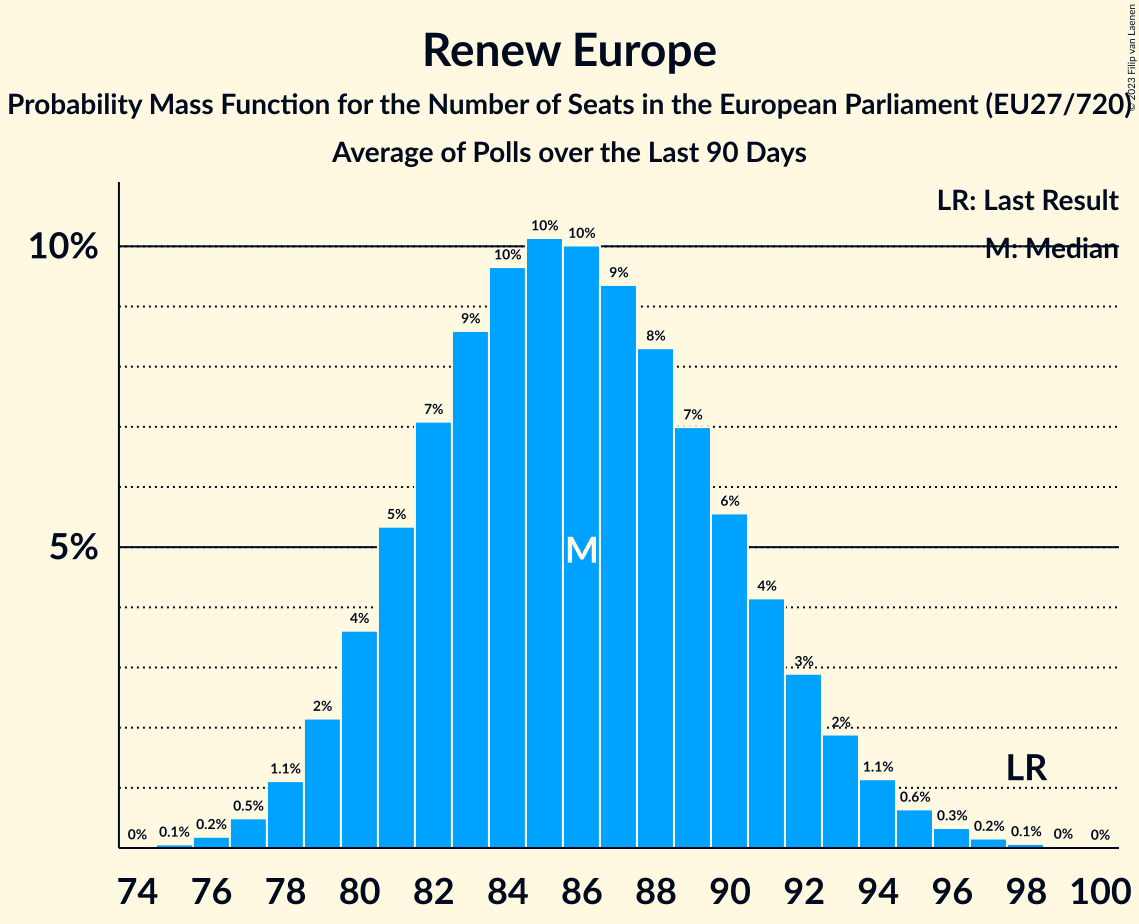 Renew Europe
© 2023 Filip van Laenen
Probability Mass Function for the Number of Seats in the European Parliament (EU27/720)
Average of Polls over the Last 90 Days
LR: Last Result
M: Median
10%
5%
0% 0.1% 0.2% 0.5% 1.1% 2% 4% 5% 7% 9% 10% 10% 10% 9% 8% 7% 6% 4% 3% 2% 1.1% 0.6% 0.3% 0.2% 0.1% 0% 0%
M
LR
74 76 78 80 82 84 86 88 90 92 94 96 98 100